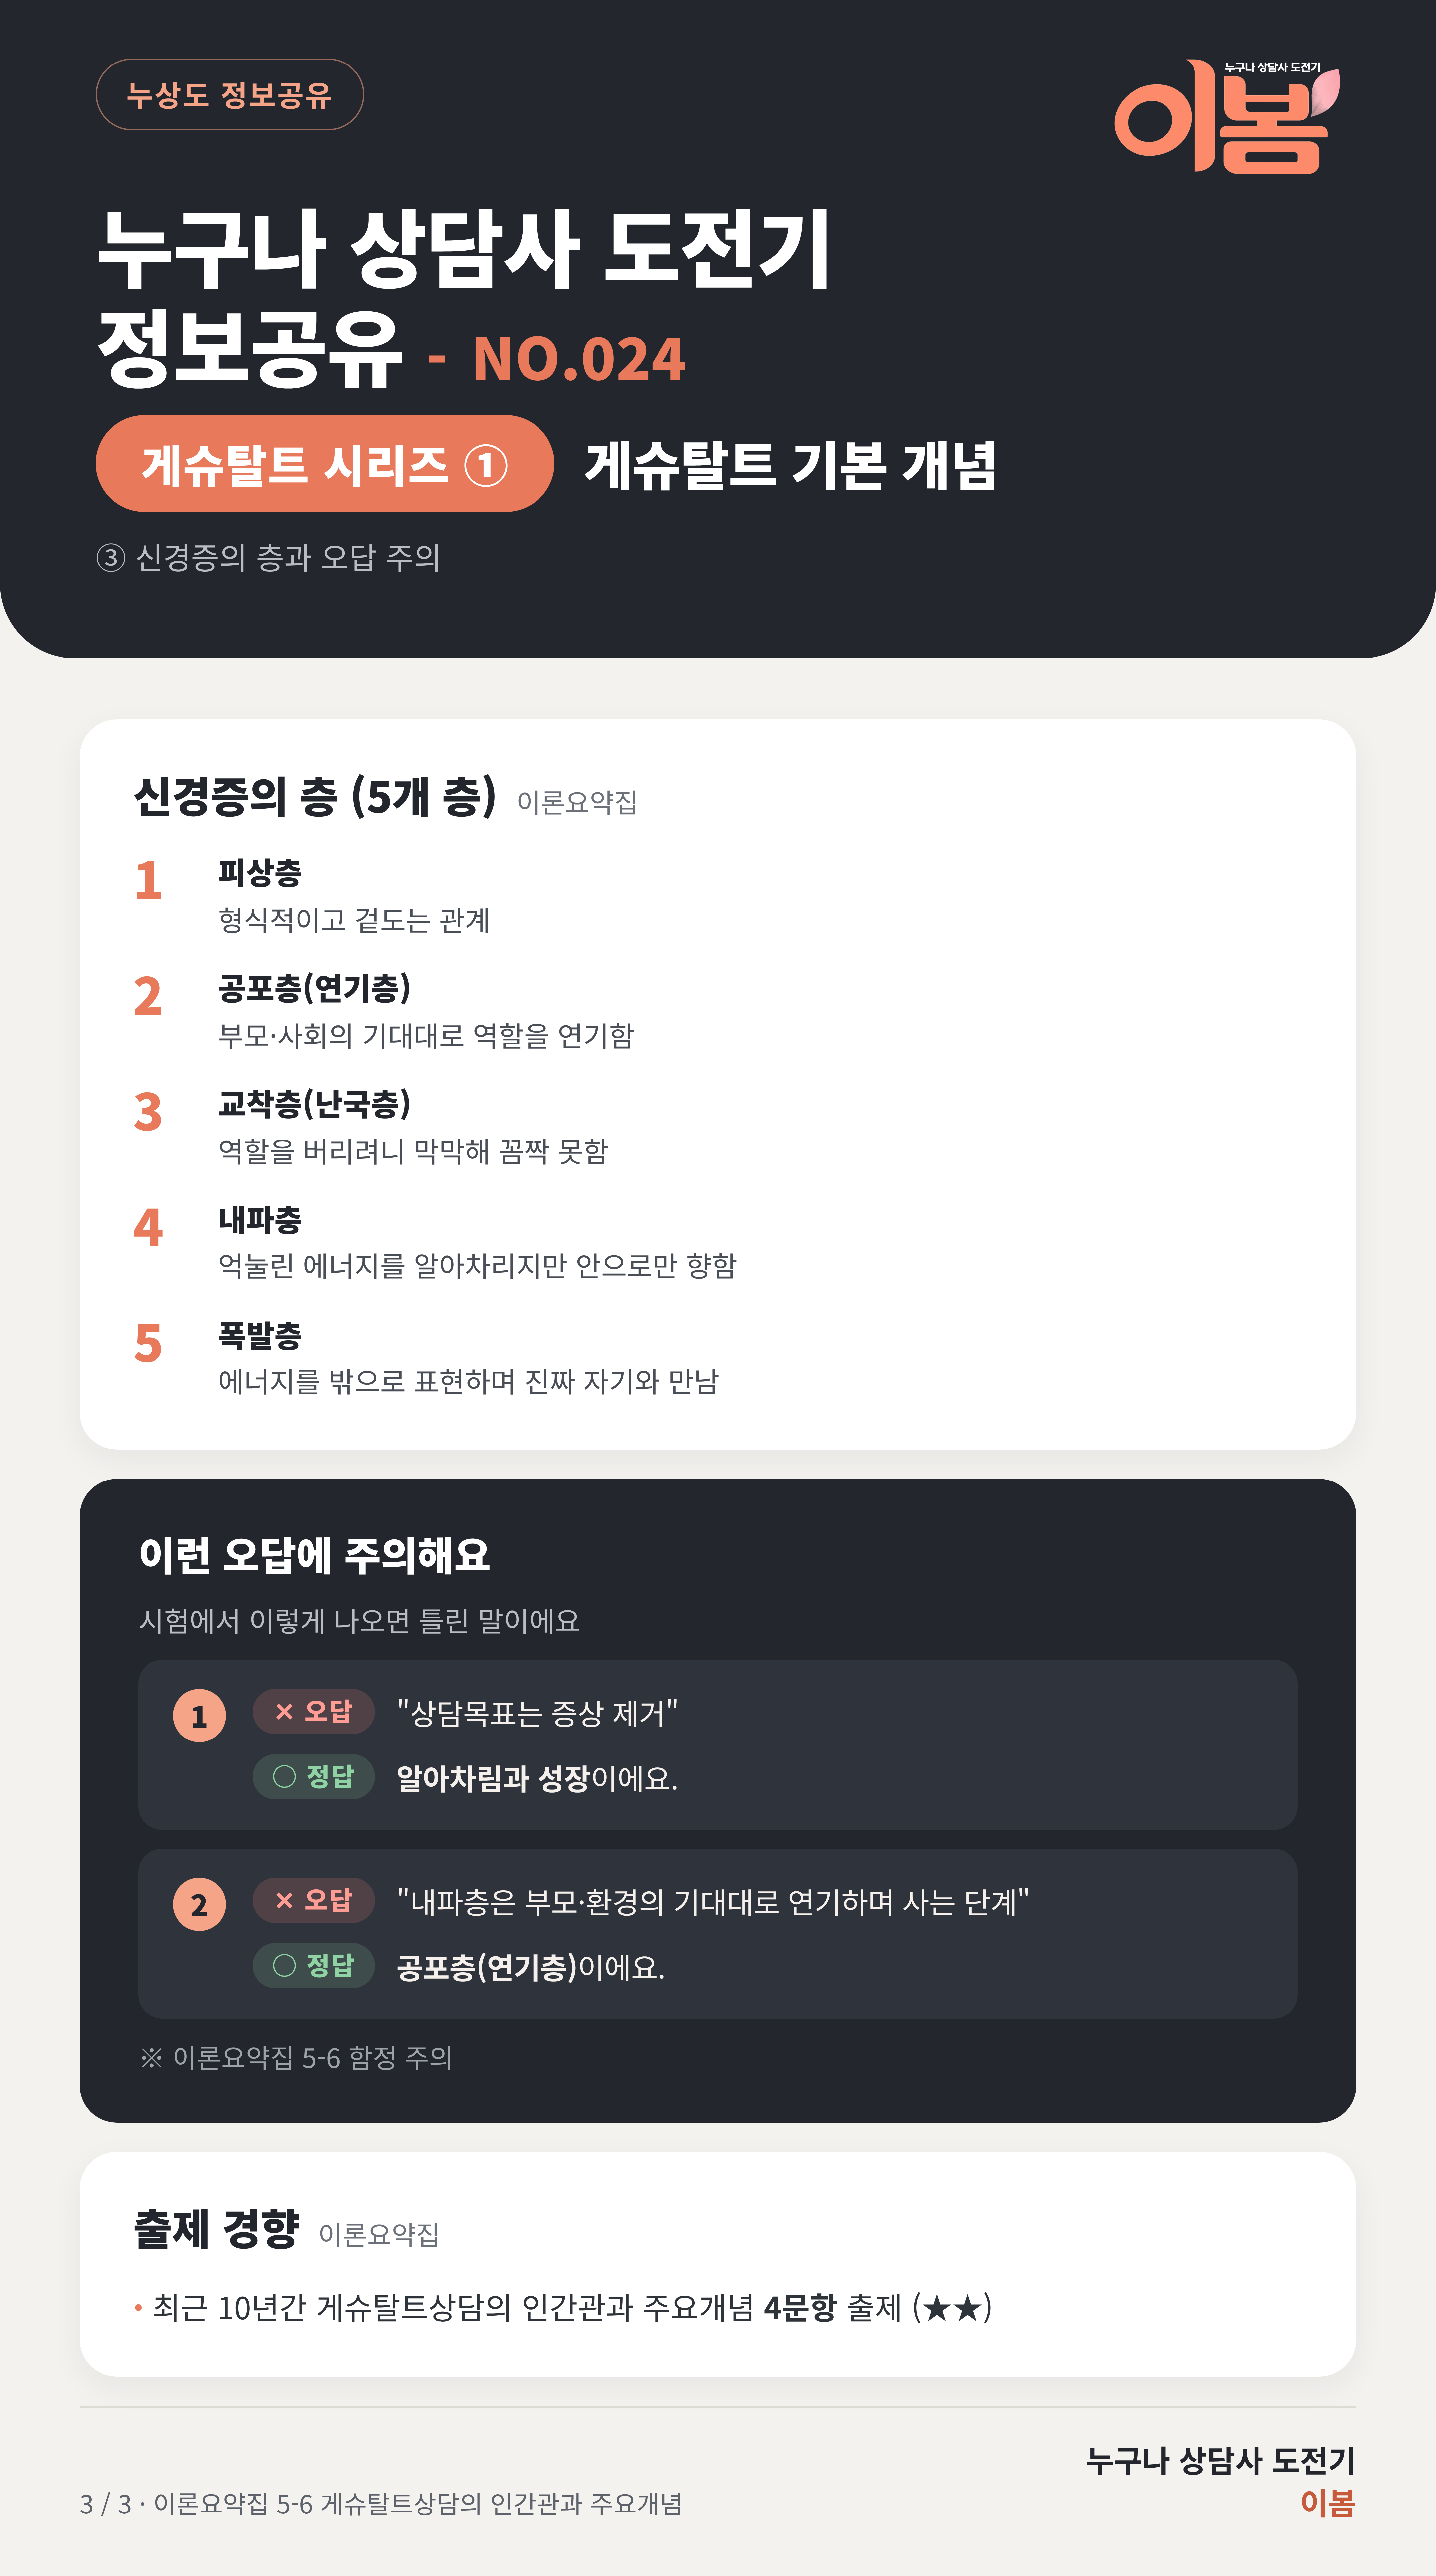 누상도 정보공유
누구나 상담사 도전기
이봄
누구나 상담사 도전기
정보공유 - NO.024
게슈탈트 시리즈 ① 게슈탈트 기본 개념
③ 신경증의 층과 오답 주의
신경증의 층 (5개 층) 이론요약집
1 피상층
형식적이고 겉도는 관계
2 공포층(연기층)
부모·사회의 기대대로 역할을 연기함
3 교착층(난국층)
역할을 버리려니 막막해 꼼짝 못함
4 내파층
억눌린 에너지를 알아차리지만 안으로만 향함
5 폭발층
에너지를 밖으로 표현하며 진짜 자기와 만남
이런 오답에 주의해요
시험에서 이렇게 나오면 틀린 말이에요
1 × 오답 "상담목표는 증상 제거"
○ 정답 알아차림과 성장이에요.
2 × 오답 "내파층은 부모·환경의 기대대로 연기하며 사는 단계"
○ 정답 공포층(연기층)이에요.
※ 이론요약집 5-6 함정 주의
출제 경향 이론요약집
• 최근 10년간 게슈탈트상담의 인간관과 주요개념 4문항 출제 (★★)
누구나 상담사 도전기
3 / 3 · 이론요약집 5-6 게슈탈트상담의 인간관과 주요개념
이봄